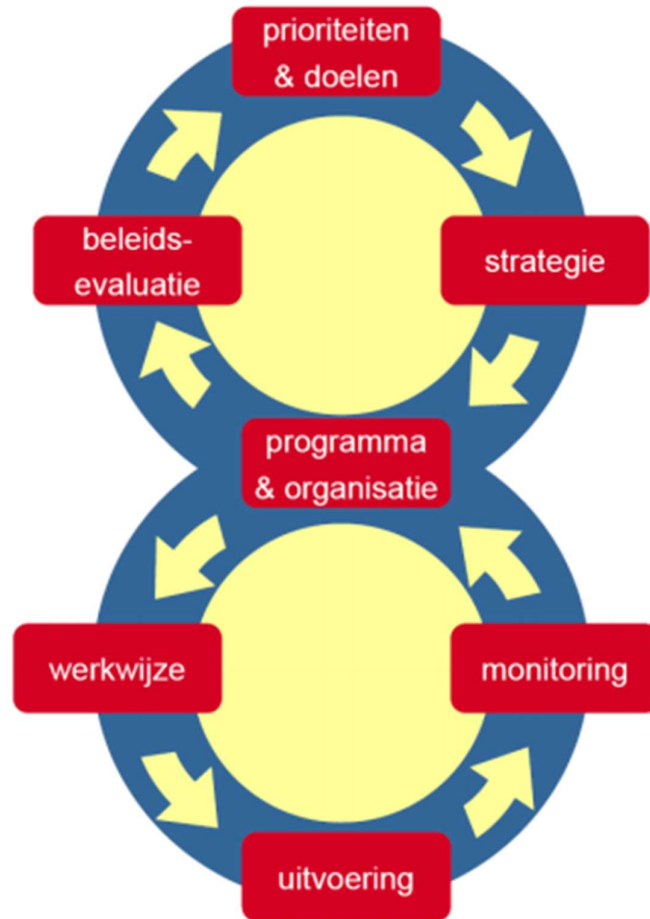 prioriteiten
& doelen
beleids-
evaluatie
strategie
programma
& organisatie
werkwijze
monitoring
uitvoering